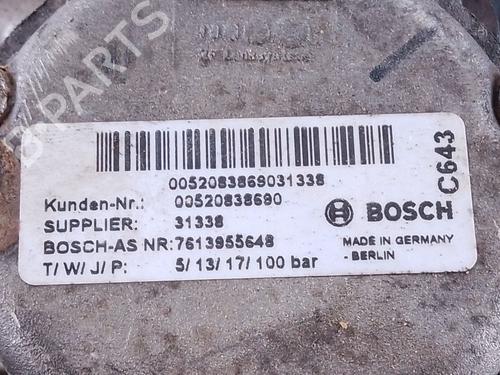 B-PARTS
0052083869031338
Kunden-Nr.: 00520838690
SUPPLIER: 31338
BOSCH-AS NR:7613955648
T/ W/ J/ P: 5/ 13/ 17/ 100 bar
BOSCH
MADE IN GERMANY
- BERLIN
C643